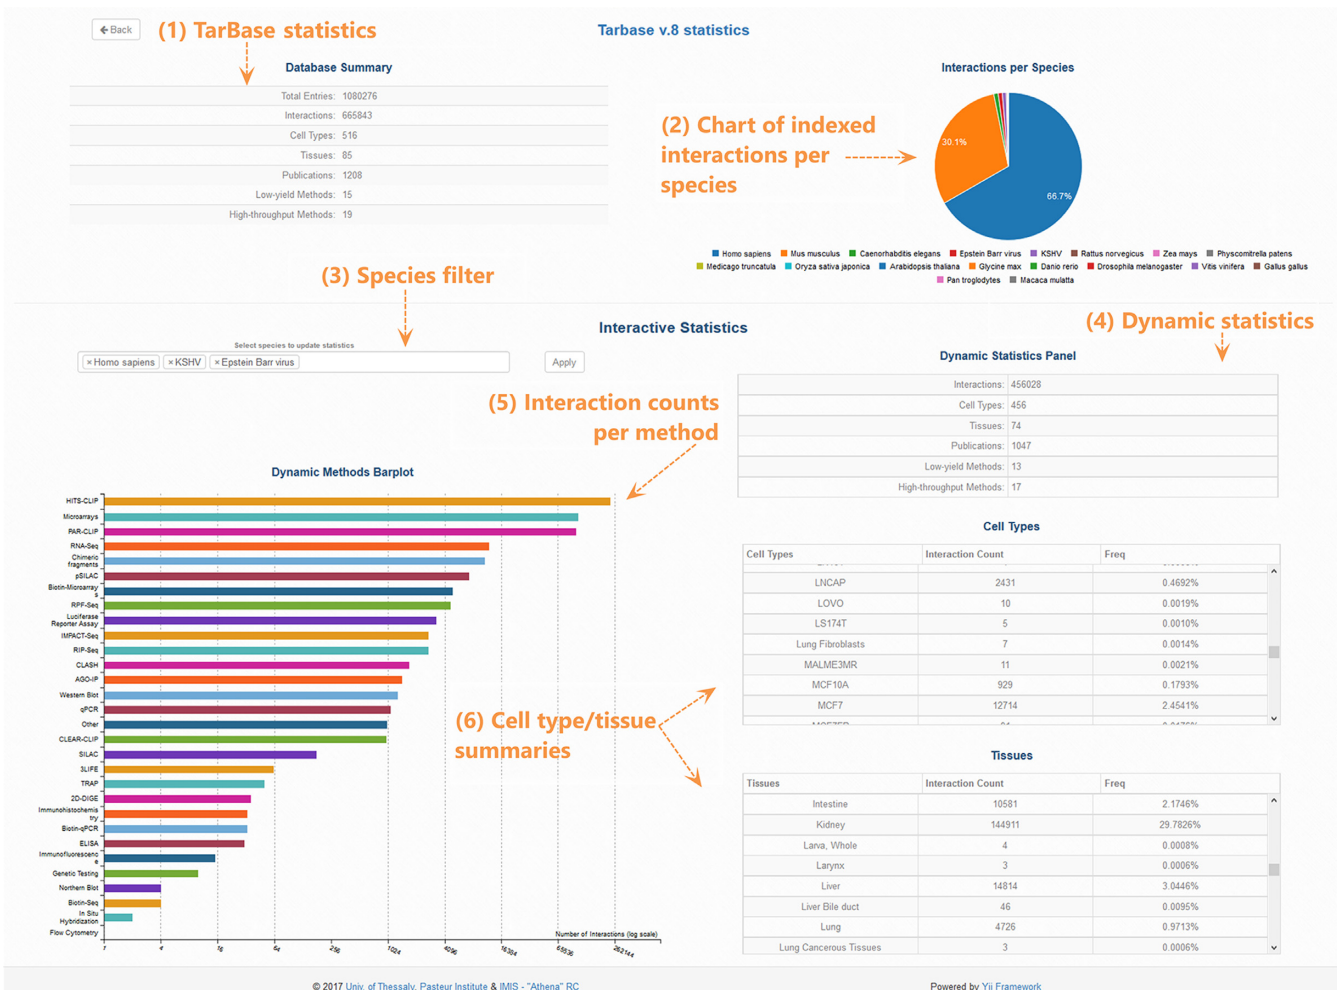 Back
(1) TarBase statistics
Tarbase v.8 statistics
Database Summary
Total Entries: 1080276
Interactions: 665843
Cell Types: 516
Tissues: 85
Publications: 1208
Low-yield Methods: 15
High-throughput Methods: 19
Interactions per Species
(2) Chart of indexed
interactions per
species
30.1%
66.7%
Homo sapiens Mus musculus Caenorhabditis elegans Epstein Barr virus KSHV Rattus norvegicus Zea mays Physcomitrella patens
Medicago truncatula Oryza sativa japonica Arabidopsis thaliana Glycine max Danio rerio Drosophila melanogaster Vitis vinifera Gallus gallus
Pan troglodytes Macaca mulatta
(3) Species filter
Interactive Statistics
(4) Dynamic statistics
Select species to update statistics
×Homo sapiens ×KSHV ×Epstein Barr virus
Apply
Dynamic Statistics Panel
Interactions: 456028
Cell Types: 456
Tissues: 74
Publications: 1047
Low-yield Methods: 13
High-throughput Methods: 17
(5) Interaction counts
per method
Dynamic Methods Barplot
HITS-CLIP
Microarrays
PAR-CLIP
RNA-Seq
Chimeric
fragments
pSILAC
Biotin-Microarray
s
RPF-Seq
Luciferase
Reporter Assay
IMPACT-Seq
RIP-Seq
CLASH
AGO-IP
Western Blot
qPCR
Other
CLEAR-CLIP
SILAC
3LIFE
TRAP
2D-DIGE
Immunohistochemis
try
Biotin-qPCR
ELISA
Immunofluorescenc
e
Genetic Testing
Northern Blot
Biotin-Seq
In Situ
Hybridization
Flow Cytometry
Number of Interactions (log scale)
1 4 16 64 256 1024 4096 16384 65536 262144
Cell Types
Cell Types Interaction Count Freq
LNCAP 2431 0.4692%
LOVO 10 0.0019%
LS174T 5 0.0010%
Lung Fibroblasts 7 0.0014%
MALME3MR 11 0.0021%
MCF10A 929 0.1793%
MCF7 12714 2.4541%
(6) Cell type/tissue
summaries
Tissues
Tissues Interaction Count Freq
Intestine 10581 2.1746%
Kidney 144911 29.7826%
Larva, Whole 4 0.0008%
Larynx 3 0.0006%
Liver 14814 3.0446%
Liver Bile duct 46 0.0095%
Lung 4726 0.9713%
Lung Cancerous Tissues 3 0.0006%
© 2017 Univ. of Thessaly, Pasteur Institute & IMIS - "Athena" RC
Powered by Yii Framework